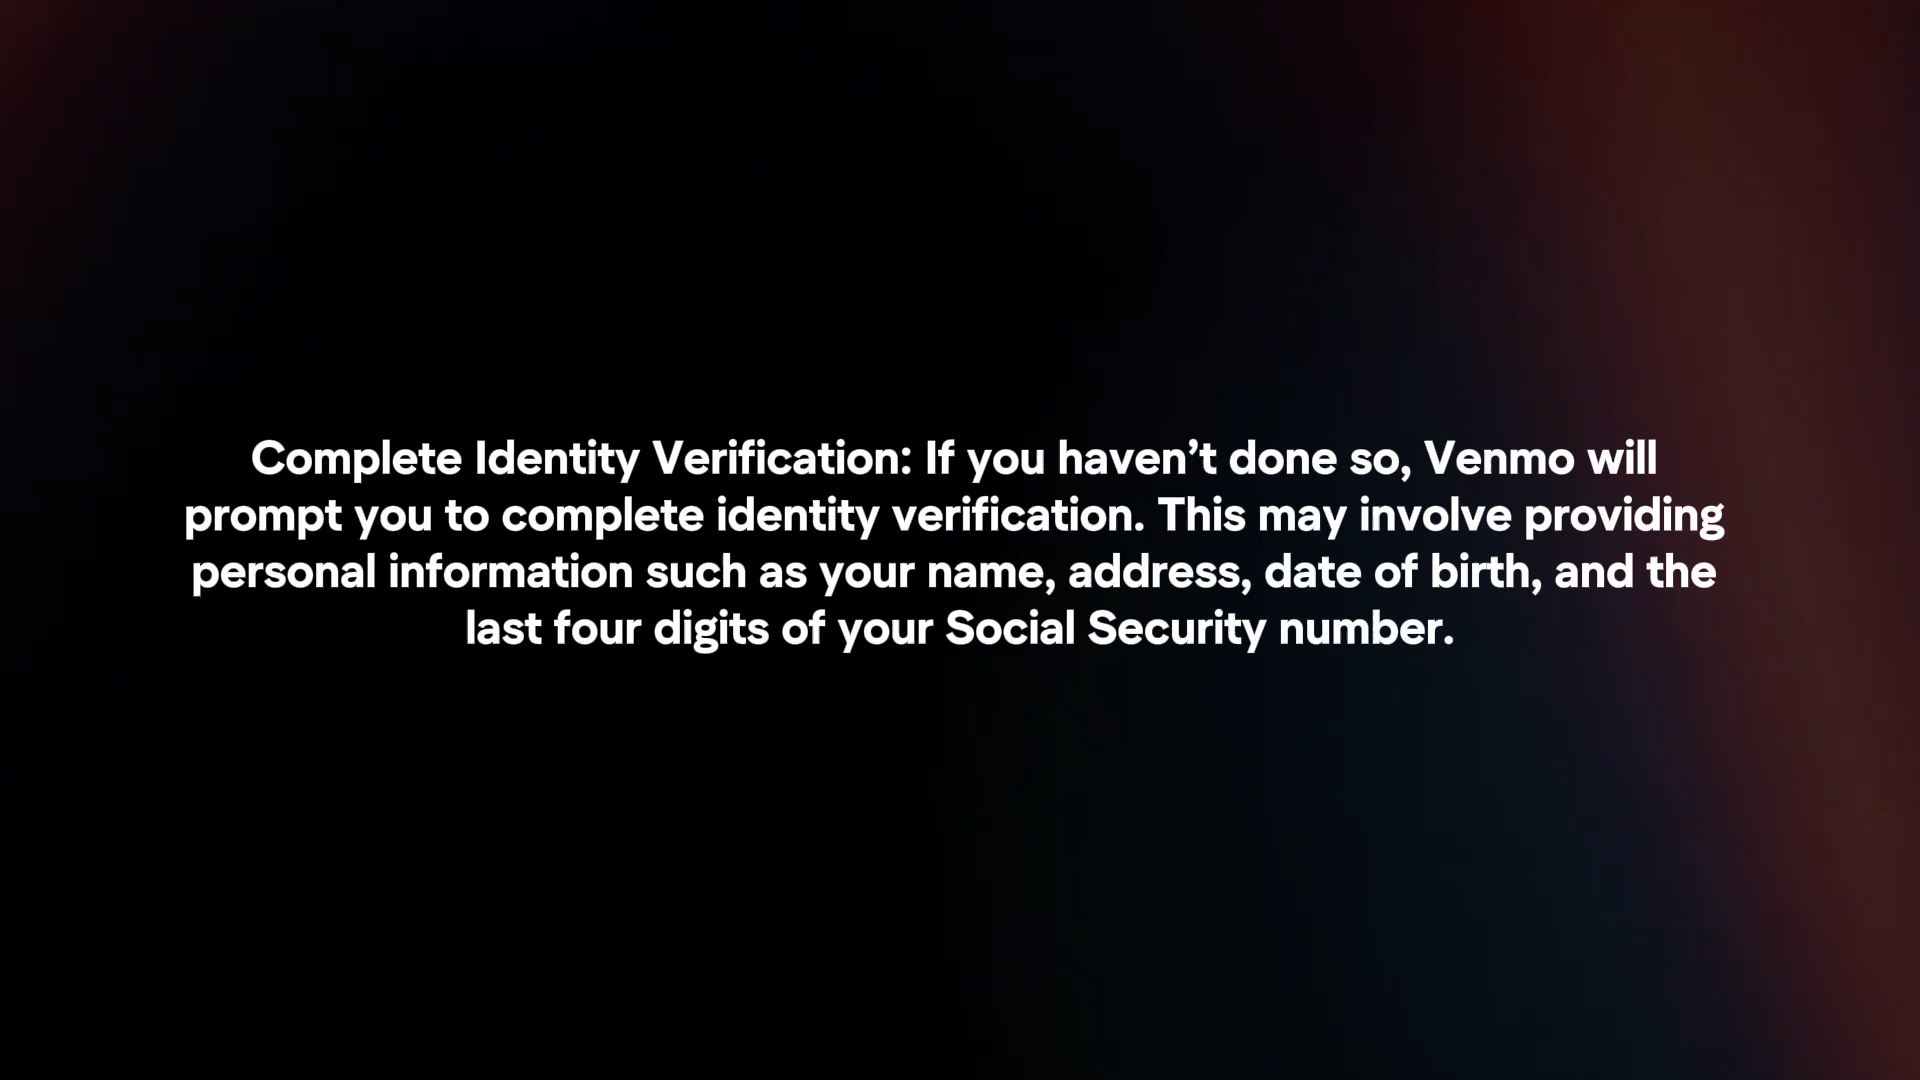 Complete Identity Verification: If you haven’t done so, Venmo will
prompt you to complete identity verification. This may involve providing
personal information such as your name, address, date of birth, and the
last four digits of your Social Security number.